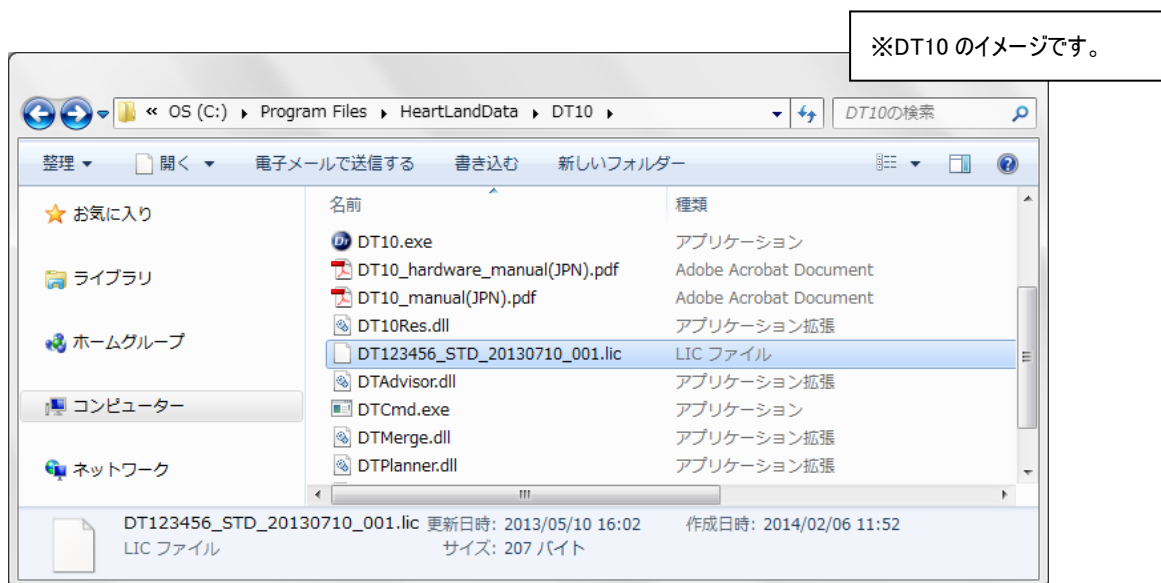 ※DT10 のイメージです。
« OS (C:) ▸ Program Files ▸ HeartLandData ▸ DT10 ▸
DT10の検索
整理 ▼ 開く ▼ 電子メールで送信する 書き込む 新しいフォルダー
名前 種類
お気に入り
ライブラリ
ホームグループ
コンピューター
ネットワーク
DT10.exe アプリケーション
DT10_hardware_manual(JPN).pdf Adobe Acrobat Document
DT10_manual(JPN).pdf Adobe Acrobat Document
DT10Res.dll アプリケーション拡張
DT123456_STD_20130710_001.lic LIC ファイル
DTAdvisor.dll アプリケーション拡張
DTCmd.exe アプリケーション
DTMerge.dll アプリケーション拡張
DTPlanner.dll アプリケーション拡張
DT123456_STD_20130710_001.lic 更新日時: 2013/05/10 16:02 作成日時: 2014/02/06 11:52
LIC ファイル サイズ: 207 バイト